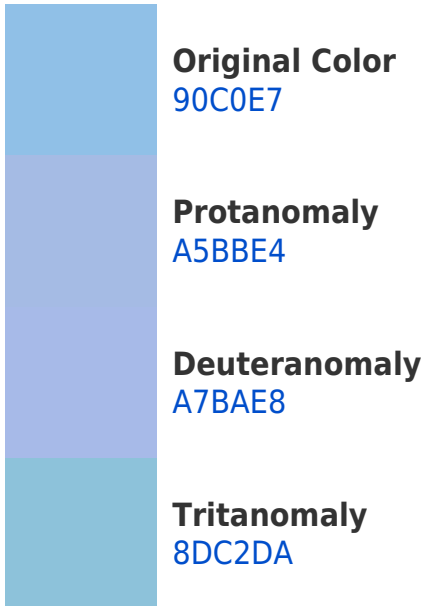 Original Color
90C0E7
Protanomaly
A5BBE4
Deuteranomaly
A7BAE8
Tritanomaly
8DC2DA